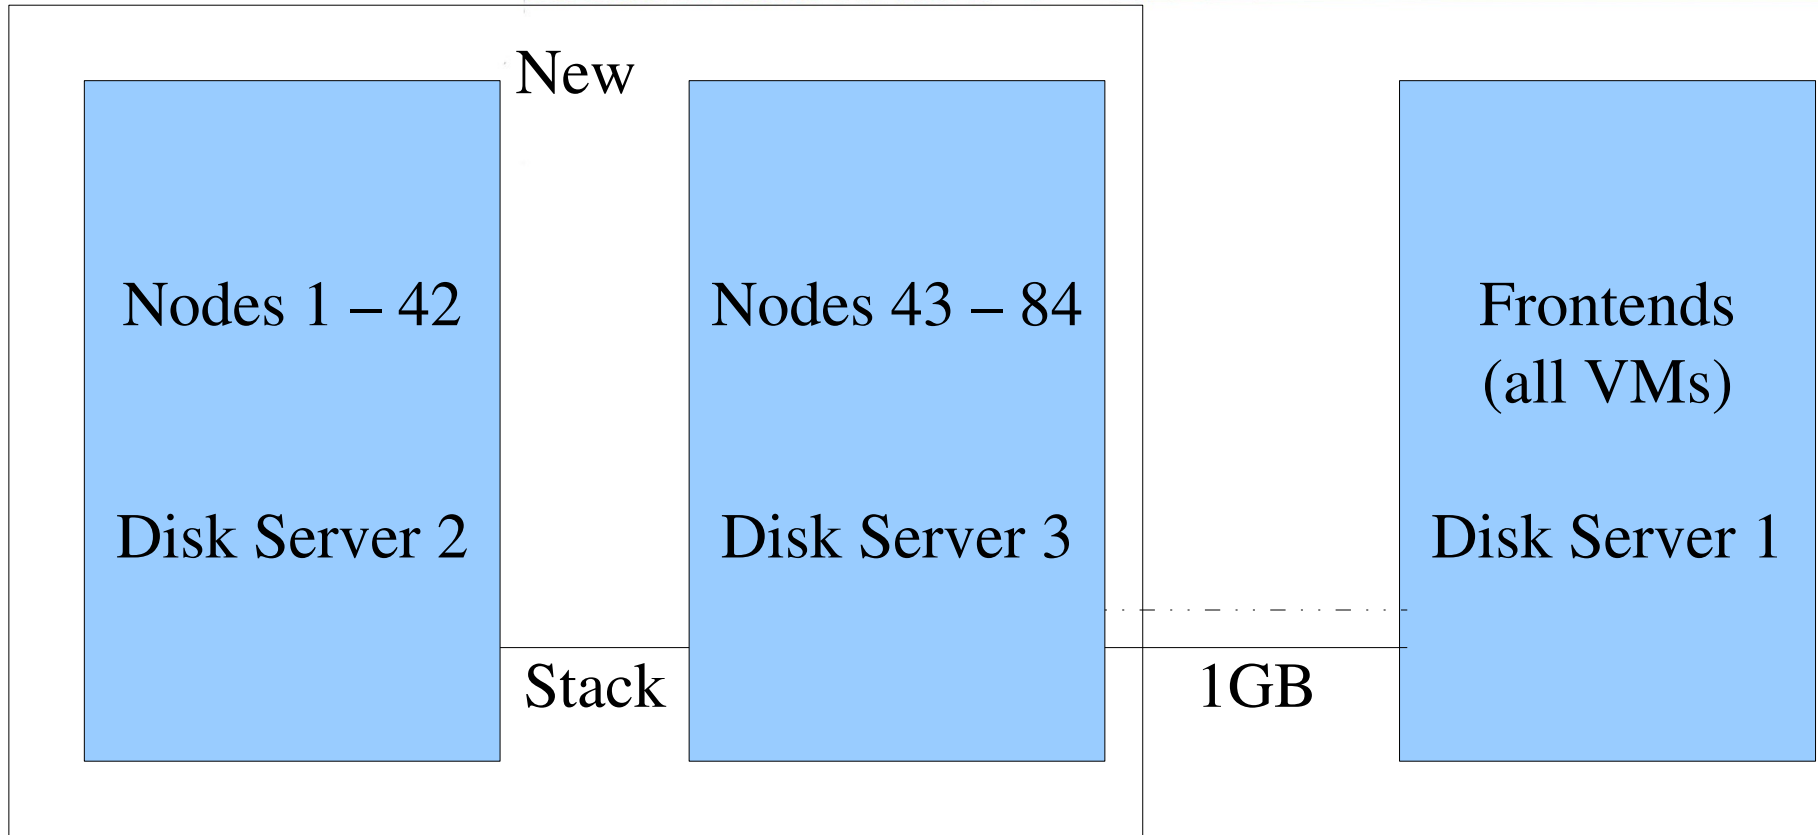 New
Nodes 1 – 42
Disk Server 2
Nodes 43 – 84
Disk Server 3
Frontends
(all VMs)
Disk Server 1
Stack
1GB